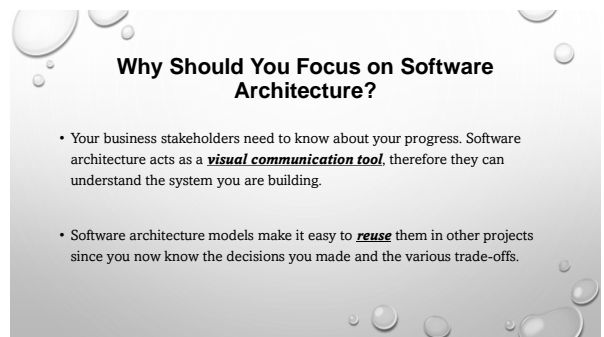 Why Should You Focus on Software
Architecture?
• Your business stakeholders need to know about your progress. Software
architecture acts as a visual communication tool, therefore they can
understand the system you are building.
• Software architecture models make it easy to reuse them in other projects
since you now know the decisions you made and the various trade-offs.